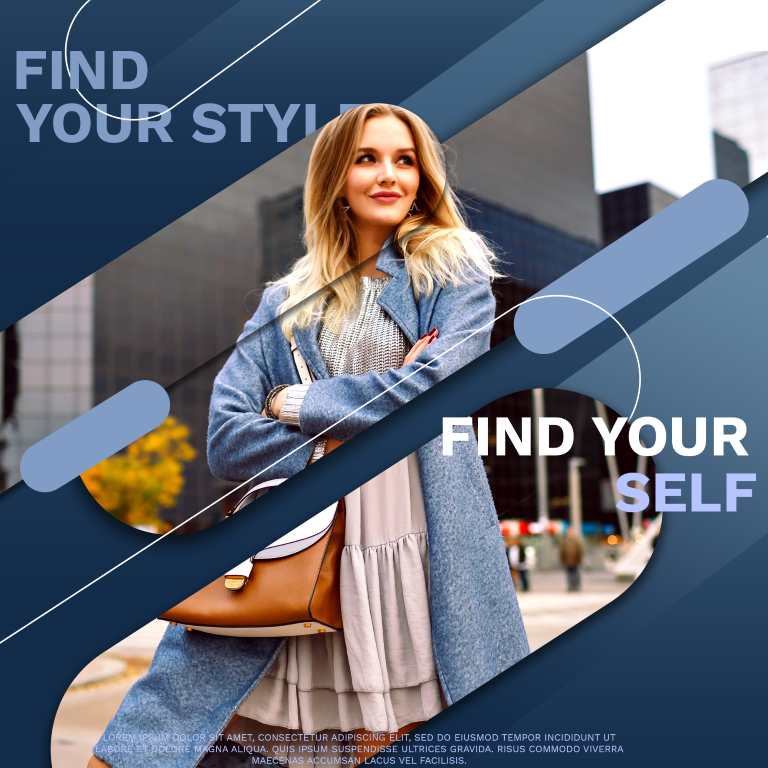 FIND
YOUR STYLE
FIND YOUR
SELF
LOREM IPSUM DOLOR SIT AMET, CONSECTETUR ADIPISCING ELIT, SED DO EIUSMOD TEMPOR INCIDIDUNT UT
LABORE ET DOLORE MAGNA ALIQUA. QUIS IPSUM SUSPENDISSE ULTRICES GRAVIDA. RISUS COMMODO VIVERRA
MAECENAS ACCUMSAN LACUS VEL FACILISIS.